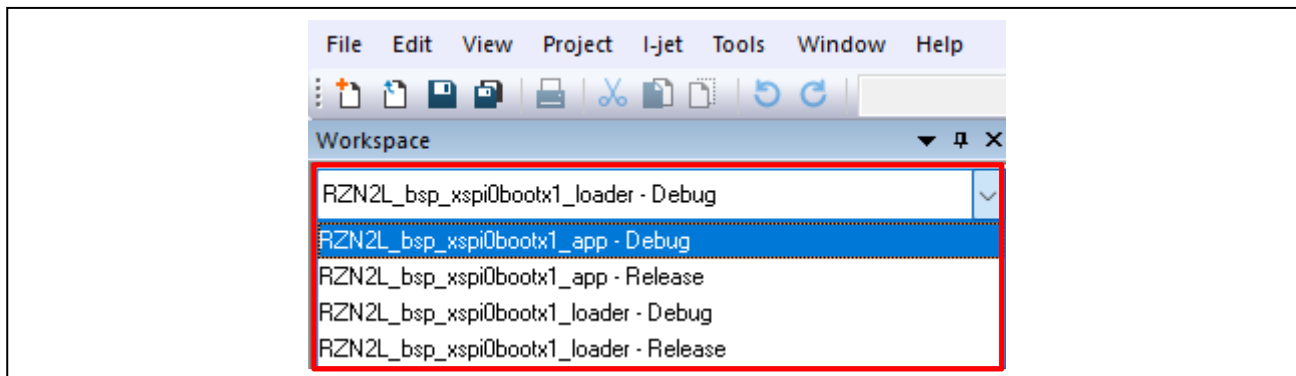 File Edit View Project I-jet Tools Window Help
Workspace
RZN2L_bsp_xspi0bootx1_loader - Debug
RZN2L_bsp_xspi0bootx1_app - Debug
RZN2L_bsp_xspi0bootx1_app - Release
RZN2L_bsp_xspi0bootx1_loader - Debug
RZN2L_bsp_xspi0bootx1_loader - Release